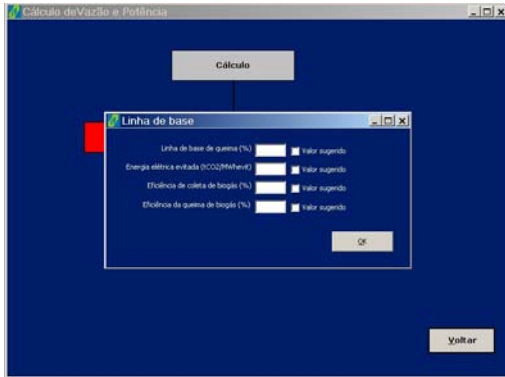 Cálculo deVazão e Potência
Cálculo
Linha de base
Linha de base de queima (%)
Valor sugerido
Energia elétrica evitada (tCO2/MWhevit)
Valor sugerido
Eficiência de coleta de biogás (%)
Valor sugerido
Eficiência da queima de biogás (%)
Valor sugerido
OK
Voltar